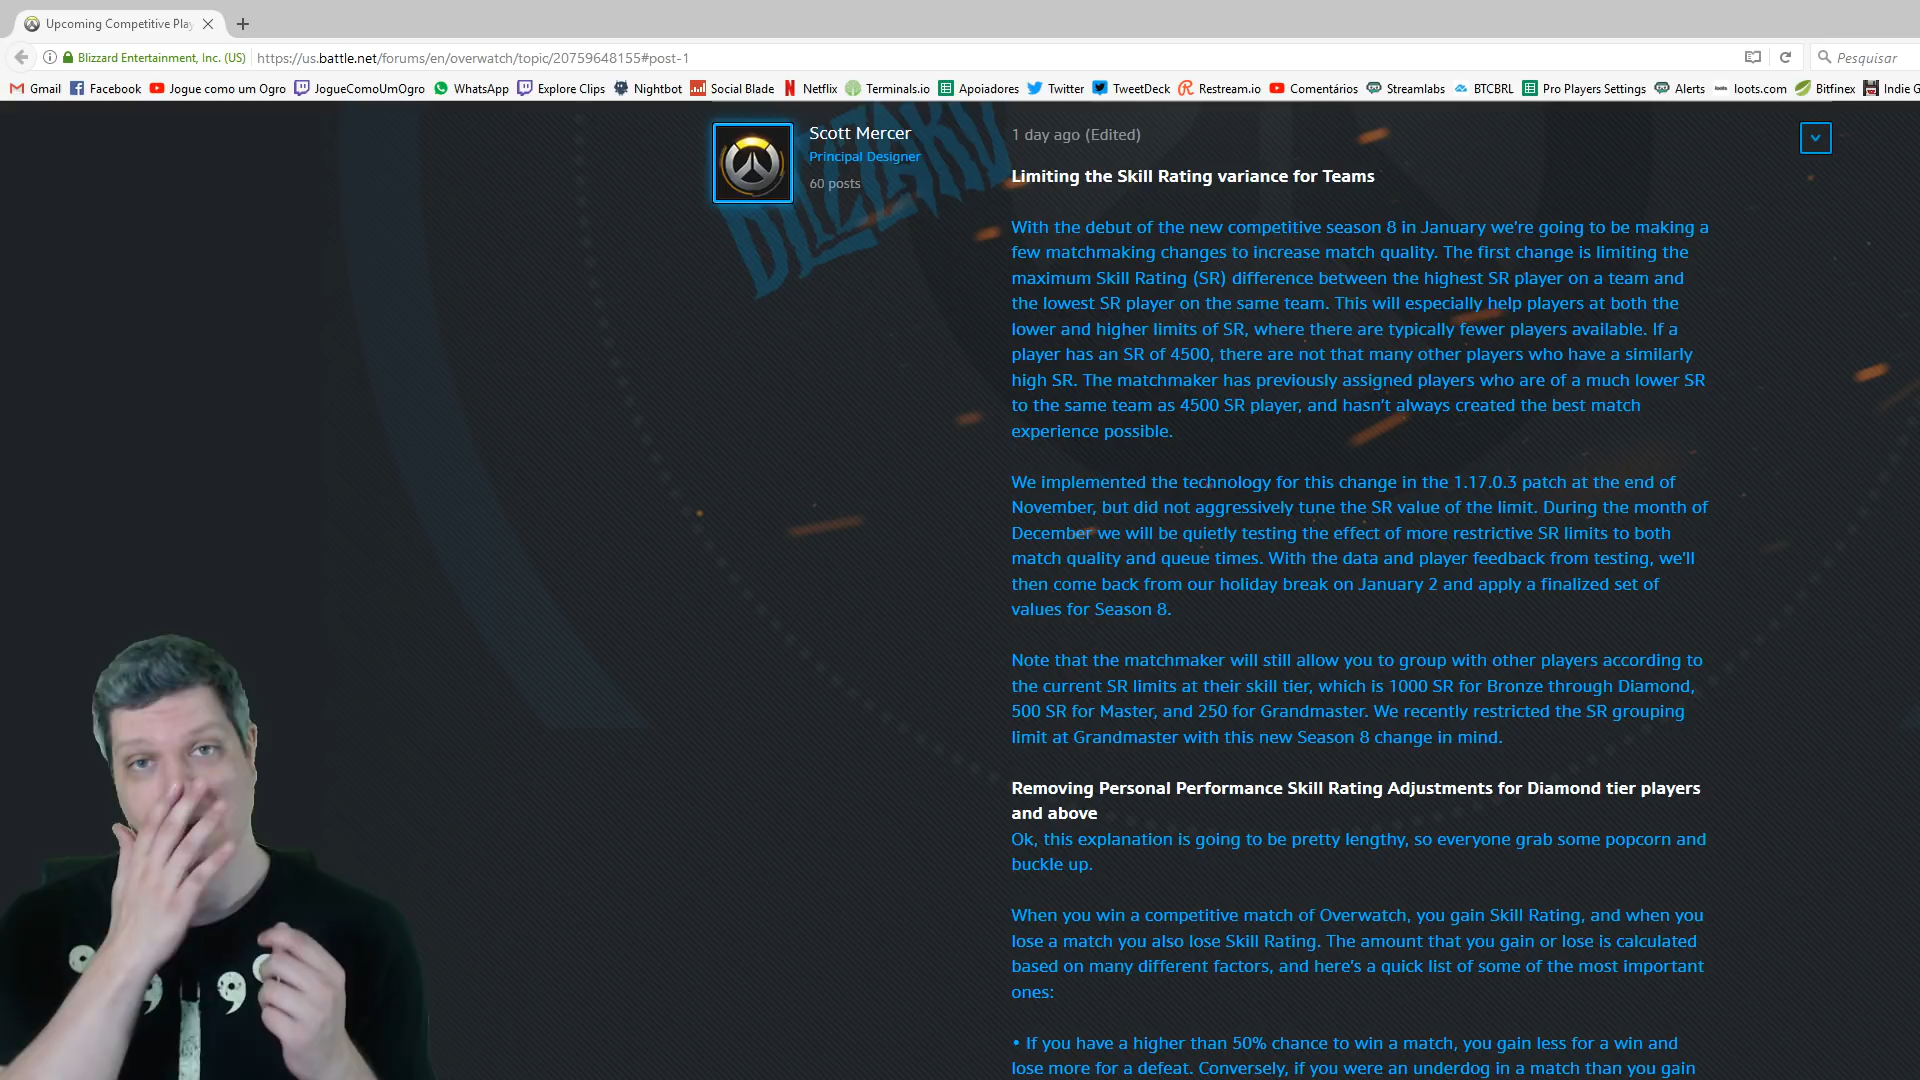 Upcoming Competitive Play
Blizzard Entertainment, Inc. (US)
https://us.battle.net/forums/en/overwatch/topic/20759648155#post-1
Pesquisar
Gmail Facebook Jogue como um Ogro JogueComoUmOgro WhatsApp Explore Clips Nightbot Social Blade Netflix Terminals.io Apoiadores Twitter TweetDeck Restream.io Comentários Streamlabs BTCBRL Pro Players Settings Alerts loots.com Bitfinex Indie G
BLIZZARD
Scott Mercer
Principal Designer
60 posts
1 day ago (Edited)
Limiting the Skill Rating variance for Teams
With the debut of the new competitive season 8 in January we're going to be making a
few matchmaking changes to increase match quality. The first change is limiting the
maximum Skill Rating (SR) difference between the highest SR player on a team and
the lowest SR player on the same team. This will especially help players at both the
lower and higher limits of SR, where there are typically fewer players available. If a
player has an SR of 4500, there are not that many other players who have a similarly
high SR. The matchmaker has previously assigned players who are of a much lower SR
to the same team as 4500 SR player, and hasn't always created the best match
experience possible.
We implemented the technology for this change in the 1.17.0.3 patch at the end of
November, but did not aggressively tune the SR value of the limit. During the month of
December we will be quietly testing the effect of more restrictive SR limits to both
match quality and queue times. With the data and player feedback from testing, we'll
then come back from our holiday break on January 2 and apply a finalized set of
values for Season 8.
Note that the matchmaker will still allow you to group with other players according to
the current SR limits at their skill tier, which is 1000 SR for Bronze through Diamond,
500 SR for Master, and 250 for Grandmaster. We recently restricted the SR grouping
limit at Grandmaster with this new Season 8 change in mind.
Removing Personal Performance Skill Rating Adjustments for Diamond tier players
and above
Ok, this explanation is going to be pretty lengthy, so everyone grab some popcorn and
buckle up.
When you win a competitive match of Overwatch, you gain Skill Rating, and when you
lose a match you also lose Skill Rating. The amount that you gain or lose is calculated
based on many different factors, and here's a quick list of some of the most important
ones:
• If you have a higher than 50% chance to win a match, you gain less for a win and
lose more for a defeat. Conversely, if you were an underdog in a match than you gain